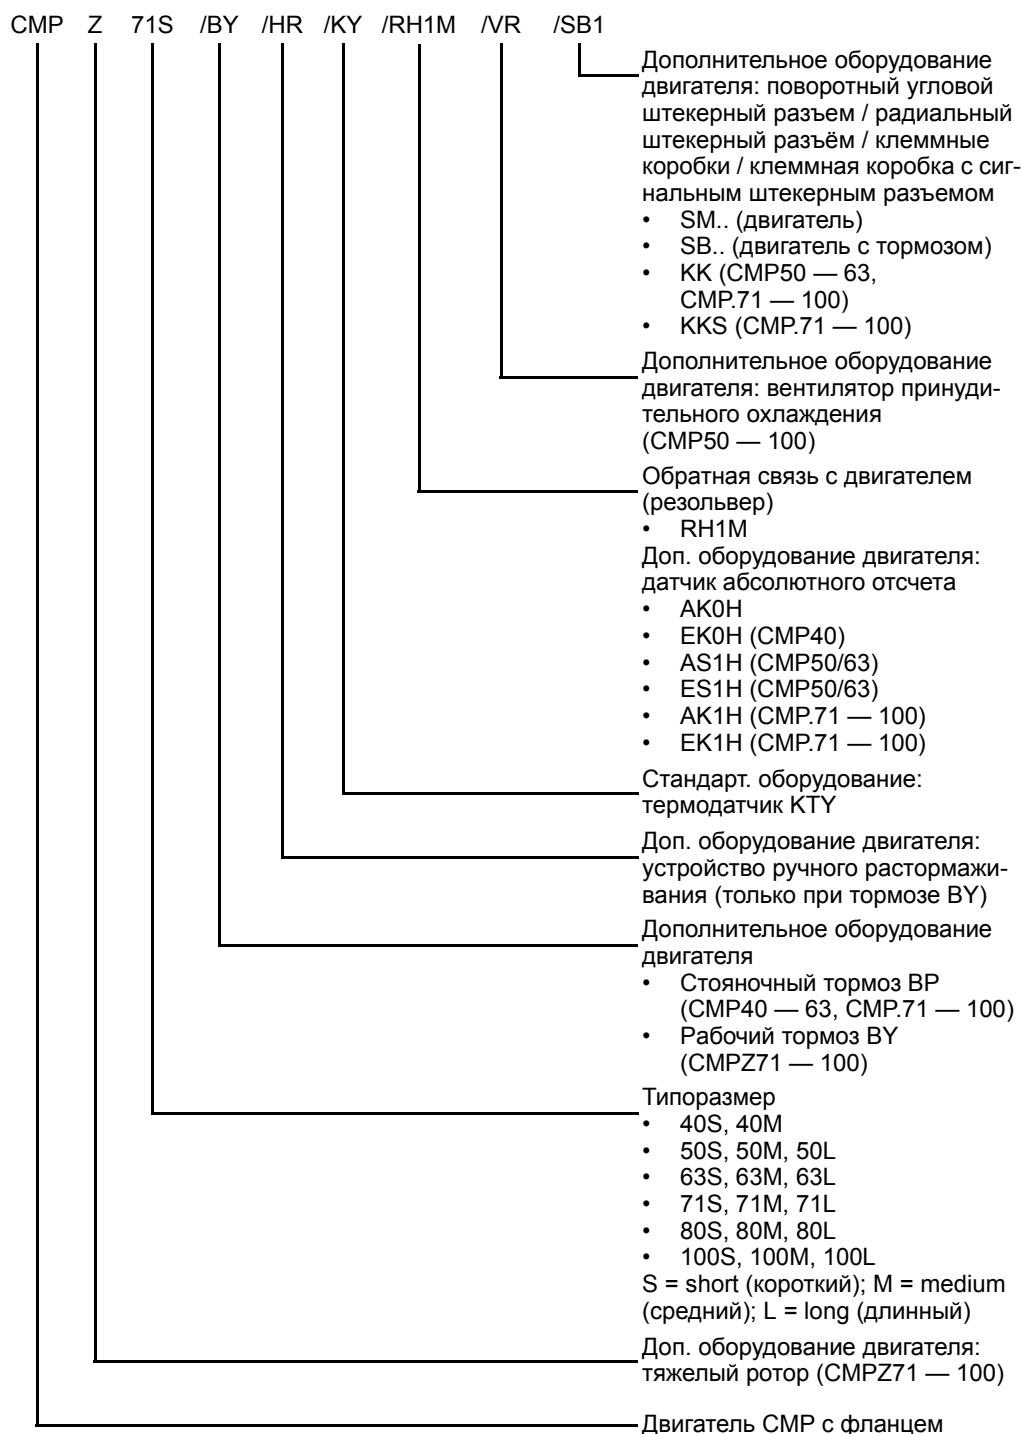 CMP Z 71S /BY /HR /KY /RH1M /VR /SB1
Дополнительное оборудование
двигателя: поворотный угловой
штекерный разъем / радиальный
штекерный разъём / клеммные
коробки / клеммная коробка с сиг-
нальным штекерным разъемом
• SM.. (двигатель)
• SB.. (двигатель с тормозом)
• KK (CMP50 — 63,
CMP.71 — 100)
• KKS (CMP.71 — 100)
Дополнительное оборудование
двигателя: вентилятор принуди-
тельного охлаждения
(CMP50 — 100)
Обратная связь с двигателем
(резольвер)
• RH1M
Доп. оборудование двигателя:
датчик абсолютного отсчета
• AK0H
• EK0H (CMP40)
• AS1H (CMP50/63)
• ES1H (CMP50/63)
• AK1H (CMP.71 — 100)
• EK1H (CMP.71 — 100)
Стандарт. оборудование:
термодатчик KTY
Доп. оборудование двигателя:
устройство ручного растормажи-
вания (только при тормозе BY)
Дополнительное оборудование
двигателя
• Стояночный тормоз BP
(CMP40 — 63, CMP.71 — 100)
• Рабочий тормоз BY
(CMPZ71 — 100)
Типоразмер
• 40S, 40M
• 50S, 50M, 50L
• 63S, 63M, 63L
• 71S, 71M, 71L
• 80S, 80M, 80L
• 100S, 100M, 100L
S = short (короткий); M = medium
(средний); L = long (длинный)
Доп. оборудование двигателя:
тяжелый ротор (CMPZ71 — 100)
Двигатель CMP с фланцем